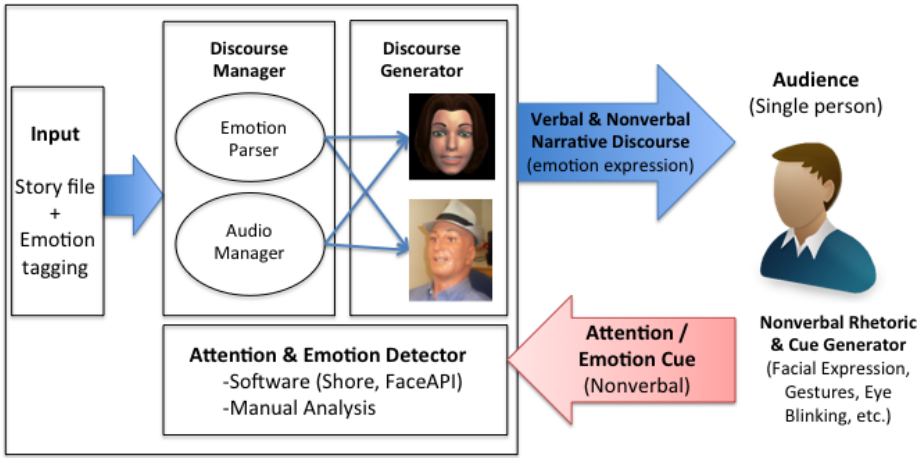 Input
Story file
+
Emotion
tagging
Discourse
Manager
Emotion
Parser
Audio
Manager
Discourse
Generator
Verbal & Nonverbal
Narrative Discourse
(emotion expression)
Audience
(Single person)
Nonverbal Rhetoric
& Cue Generator
(Facial Expression,
Gestures, Eye
Blinking, etc.)
Attention /
Emotion Cue
(Nonverbal)
Attention & Emotion Detector
-Software (Shore, FaceAPI)
-Manual Analysis